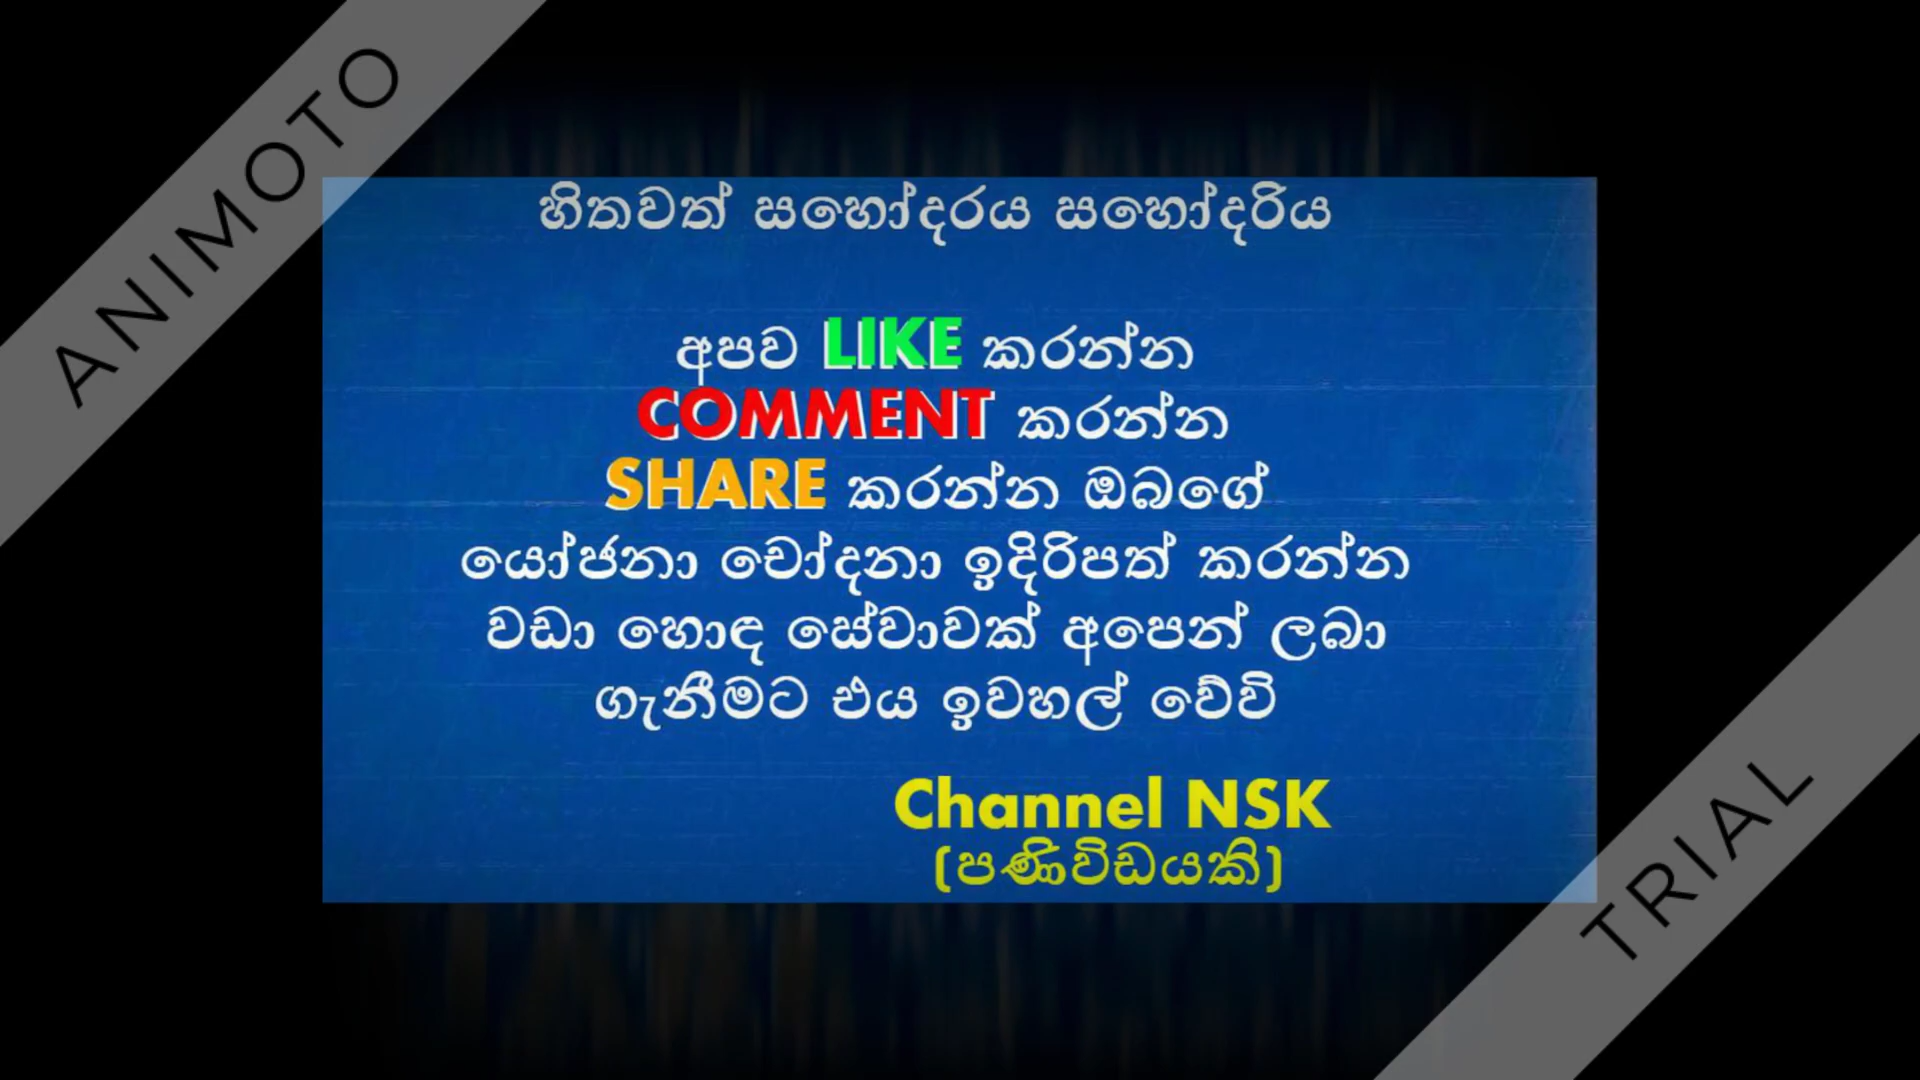 ANIMOTO
හිතවත් සහෝදරය සහෝදරිය
අපව LIKE කරන්න
COMMENT කරන්න
SHARE කරන්න ඔබගේ
යෝජනා චෝදනා ඉදිරිපත් කරන්න
වඩා හොඳ සේවාවක් අපෙන් ලබා
ගැනීමට එය ඉවහල් වේවි
Channel NSK
(පණිවිඩයකි)
TRIAL